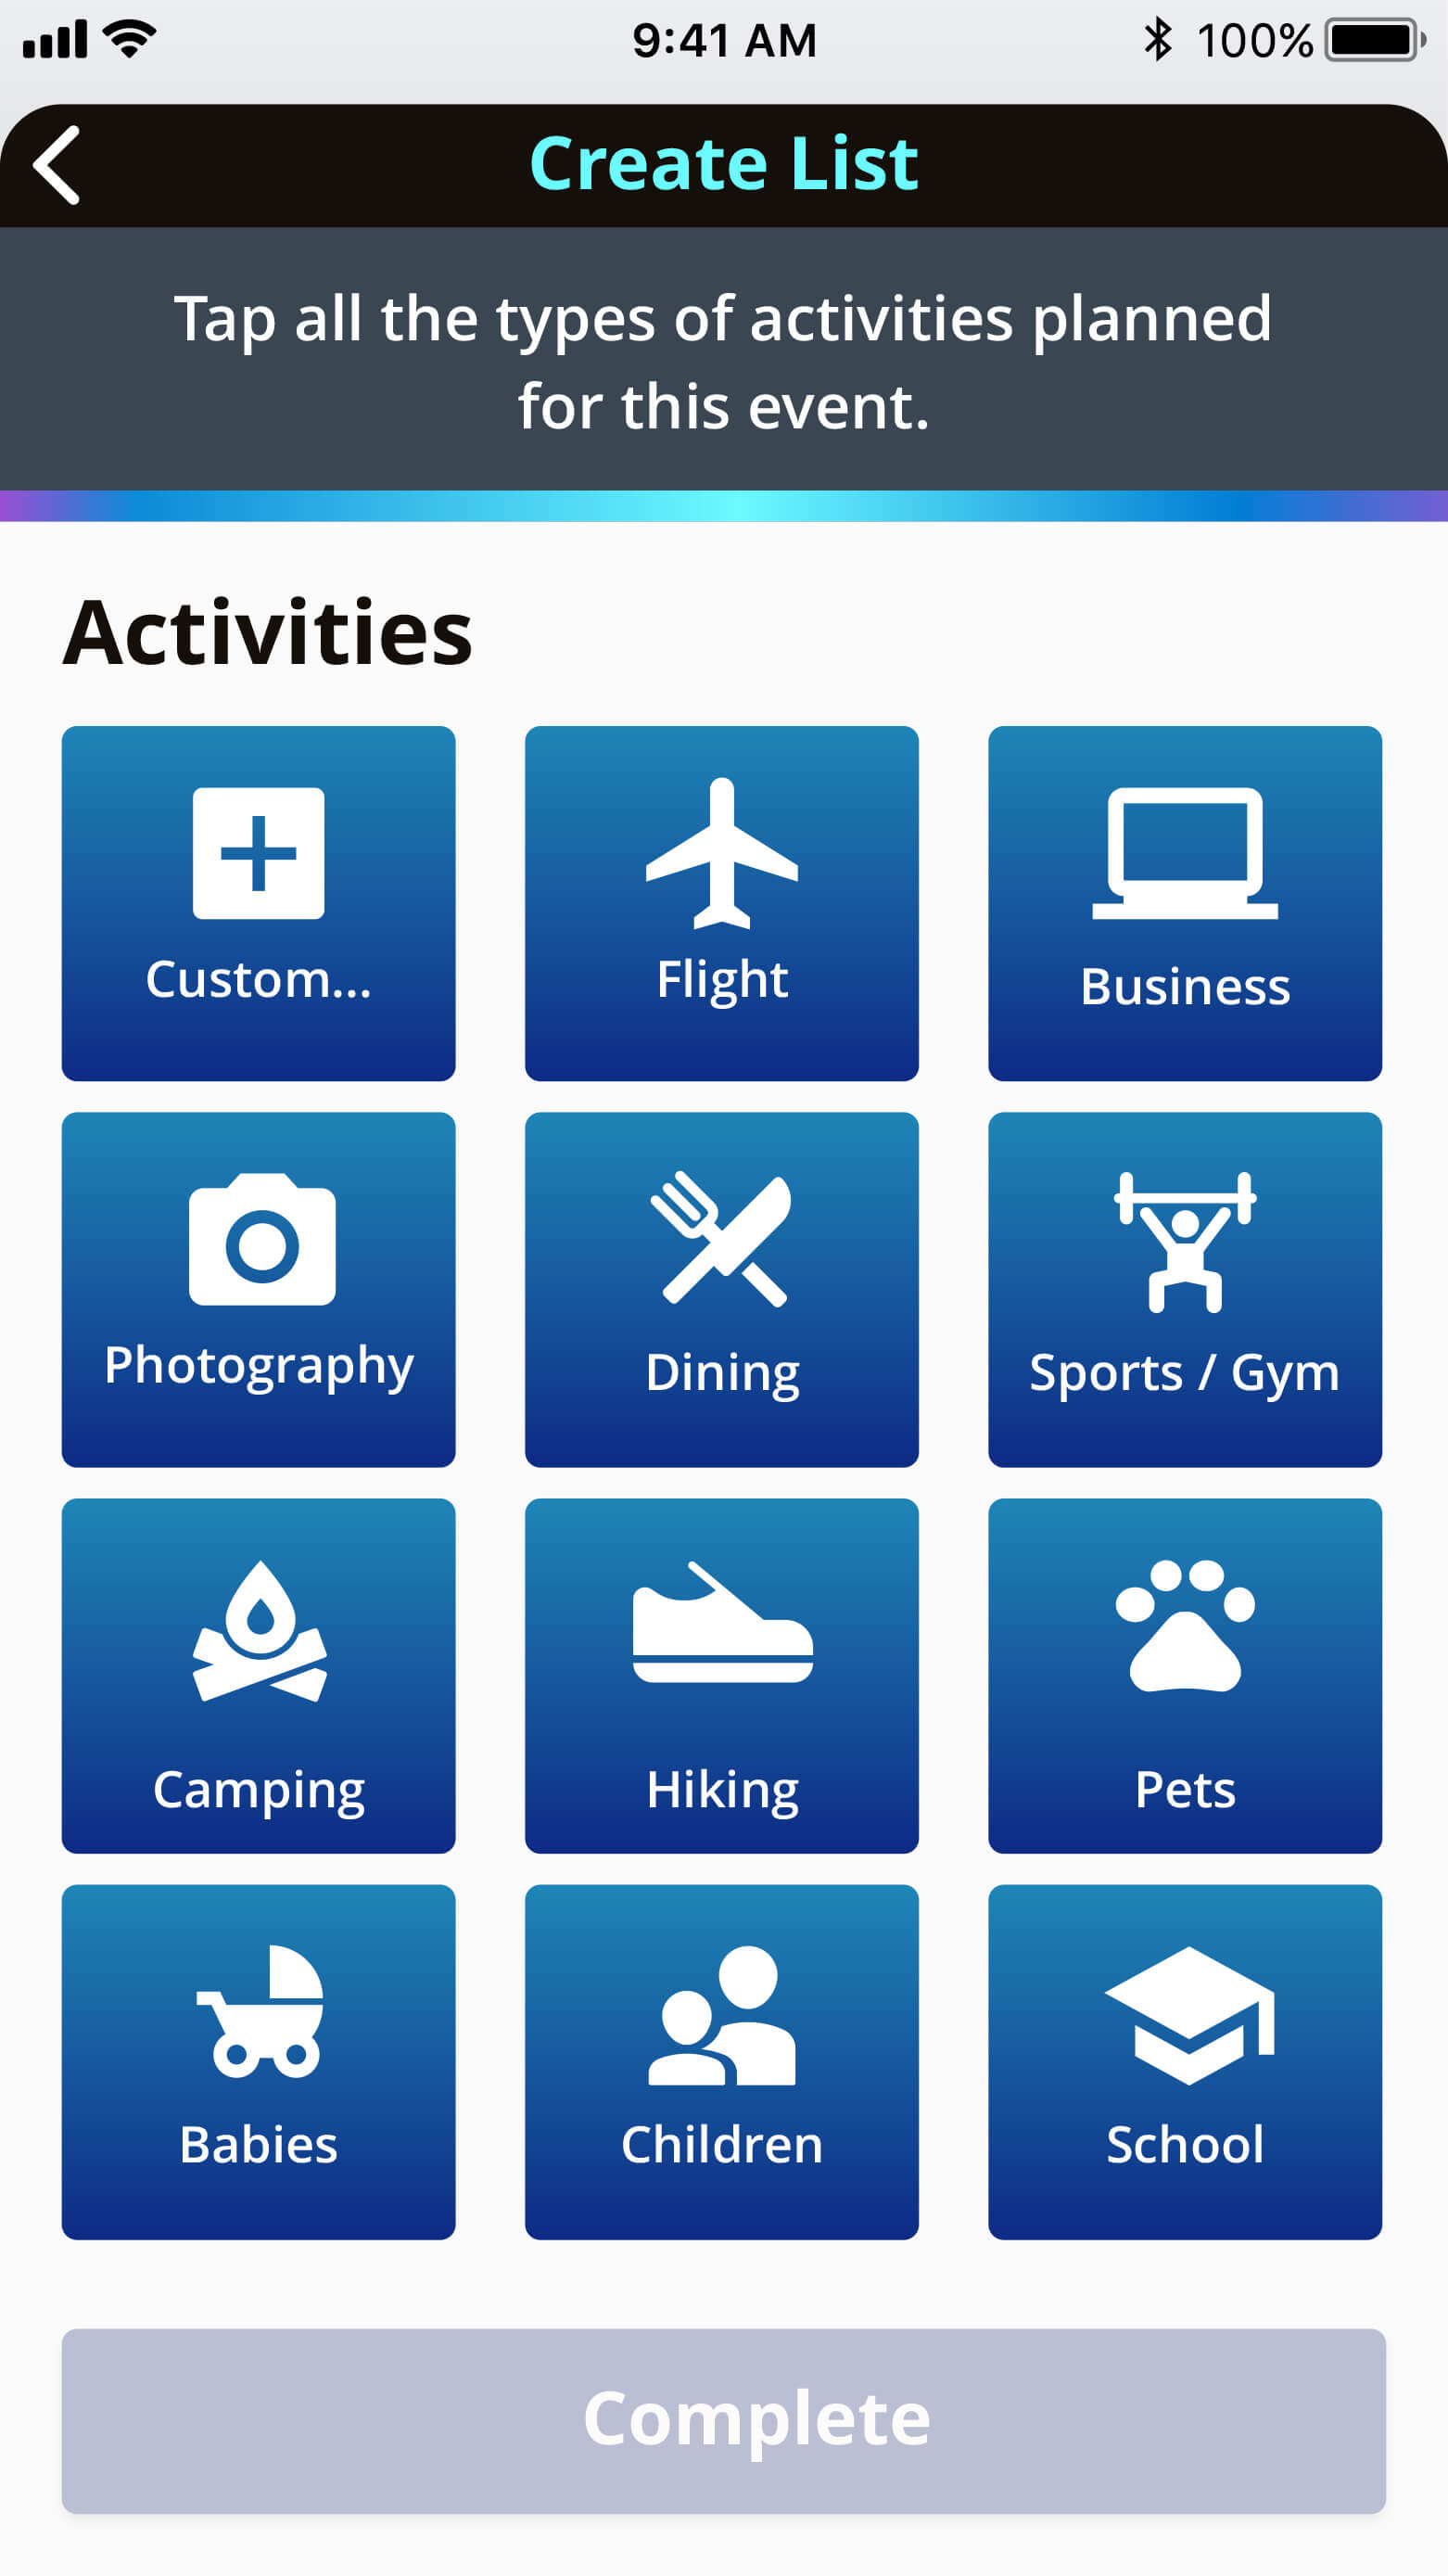 9:41 AM
100%
Create List
Tap all the types of activities planned
for this event.
Activities
Custom...
Flight
Business
Photography
Dining
Sports / Gym
Camping
Hiking
Pets
Babies
Children
School
Complete